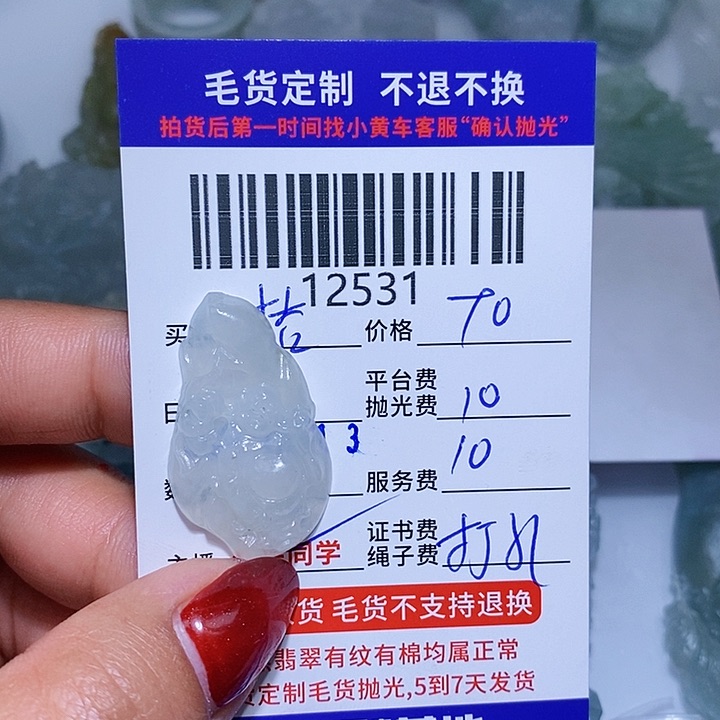 毛货定制 不退不换
拍货后第一时间找小黄车客服“确认抛光”
12531
买
价格 70
平台费
抛光费 10
3
服务费 10
同学
证书费
绳子费 打孔
货 毛货不支持退换
翡翠有纹有棉均属正常
定制毛货抛光,5到7天发货